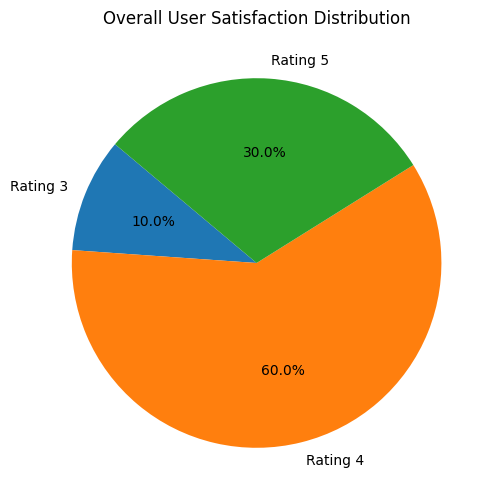 Overall User Satisfaction Distribution
Rating 5
30.0%
Rating 3
10.0%
60.0%
Rating 4